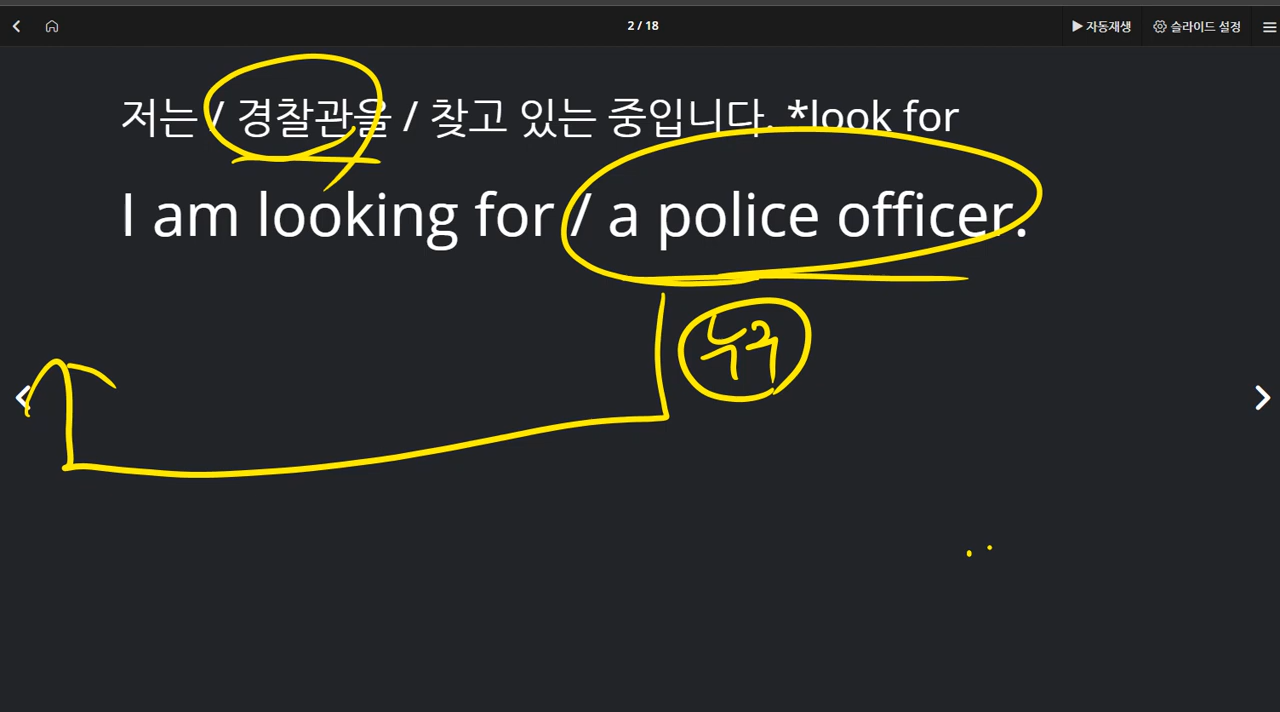 2 / 18
자동재생
슬라이드 설정
저는 / 경찰관을 / 찾고 있는 중입니다. *look for
I am looking for / a police officer.
누구